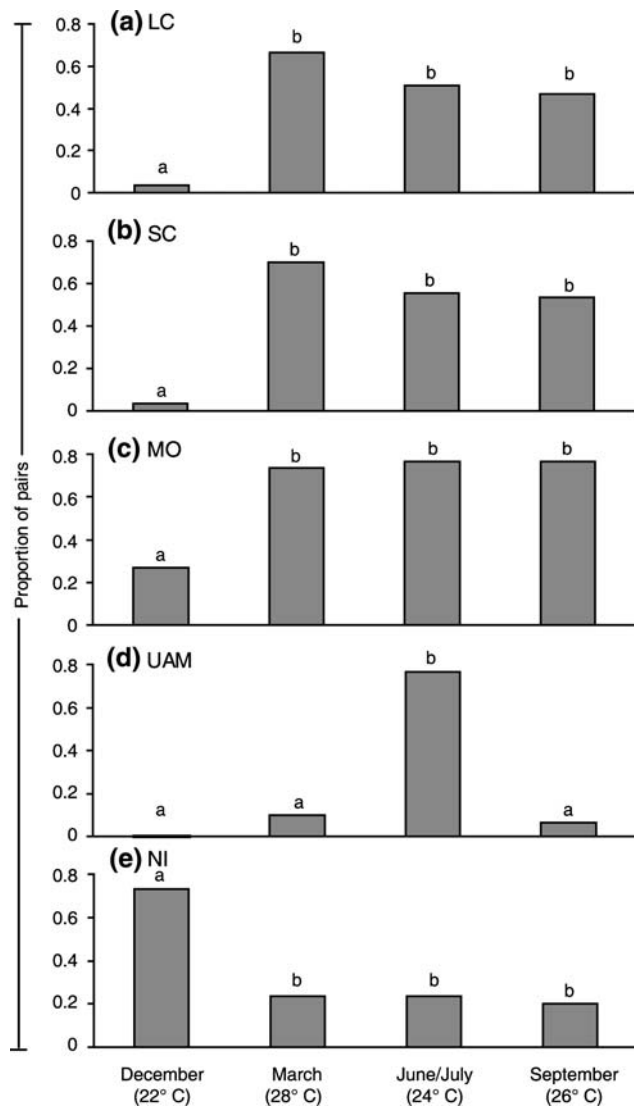 Proportion of pairs
(a) LC
0.8
0.6
0.4
0.2
0
a
b
b
b
(b) SC
0.8
0.6
0.4
0.2
0
a
b
b
b
(c) MO
0.8
0.6
0.4
0.2
0
a
b
b
b
(d) UAM
0.8
0.6
0.4
0.2
0
a
a
b
a
(e) NI
0.8
0.6
0.4
0.2
0
a
b
b
b
December March June/July September
(22° C) (28° C) (24° C) (26° C)